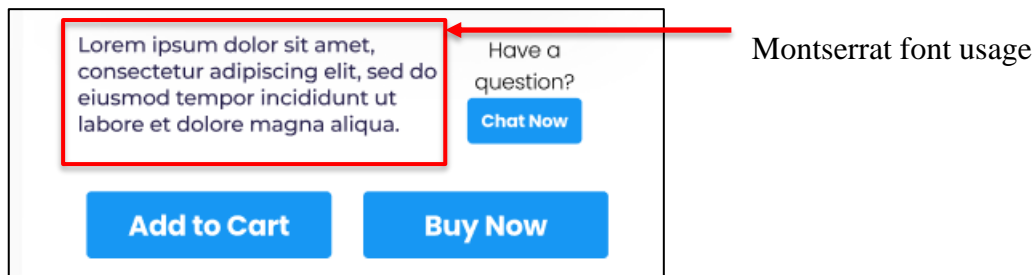 Lorem ipsum dolor sit amet,
consectetur adipiscing elit, sed do
eiusmod tempor incididunt ut
labore et dolore magna aliqua.
Have a
question?
Chat Now
Add to Cart
Buy Now
Montserrat font usage